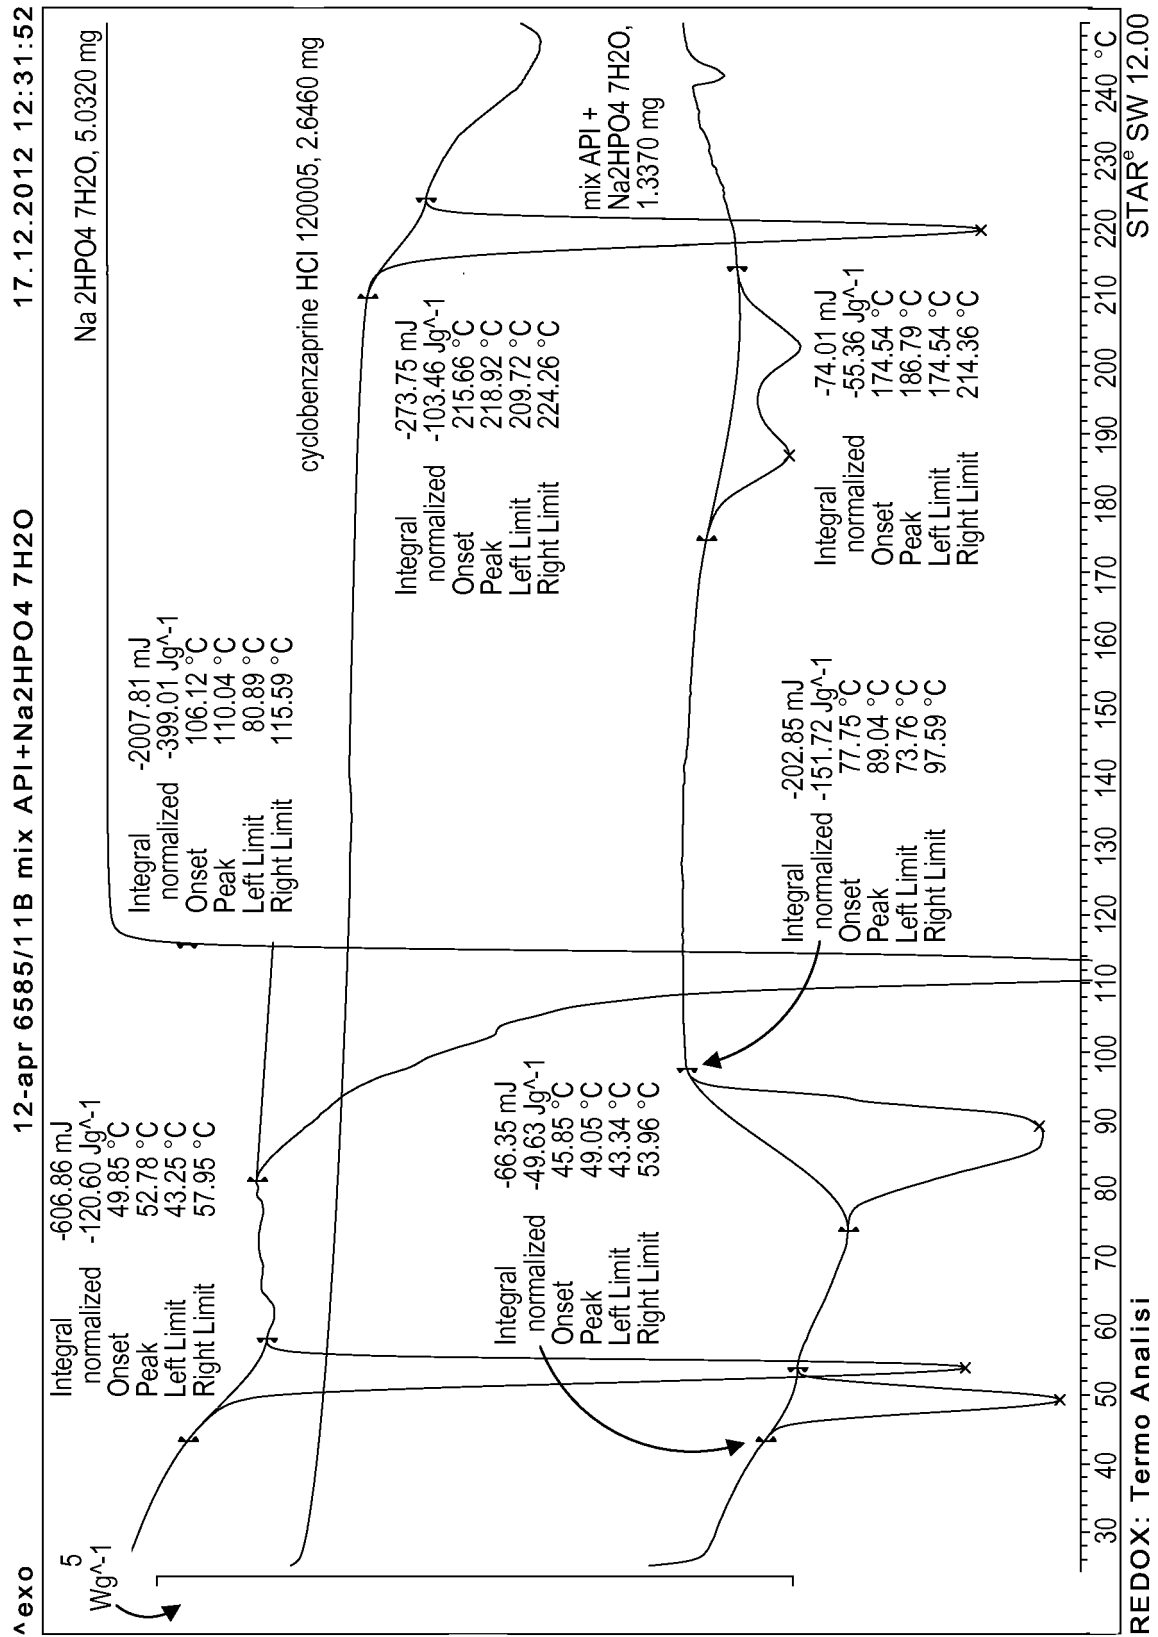 ^exo
12-apr 6585/11B mix API+Na2HPO4 7H2O
17.12.2012 12:31:52
5
Wg^-1
Na 2HPO4 7H2O, 5.0320 mg
Integral -606.86 mJ
normalized -120.60 Jg^-1
Onset 49.85 °C
Peak 52.78 °C
Left Limit 43.25 °C
Right Limit 57.95 °C
Integral -2007.81 mJ
normalized -399.01 Jg^-1
Onset 106.12 °C
Peak 110.04 °C
Left Limit 80.89 °C
Right Limit 115.59 °C
cyclobenzaprine HCl 120005, 2.6460 mg
Integral -273.75 mJ
normalized -103.46 Jg^-1
Onset 215.66 °C
Peak 218.92 °C
Left Limit 209.72 °C
Right Limit 224.26 °C
mix API +
Na2HPO4 7H2O,
1.3370 mg
Integral -66.35 mJ
normalized -49.63 Jg^-1
Onset 45.85 °C
Peak 49.05 °C
Left Limit 43.34 °C
Right Limit 53.96 °C
Integral -202.85 mJ
normalized -151.72 Jg^-1
Onset 77.75 °C
Peak 89.04 °C
Left Limit 73.76 °C
Right Limit 97.59 °C
Integral -74.01 mJ
normalized -55.36 Jg^-1
Onset 174.54 °C
Peak 186.79 °C
Left Limit 174.54 °C
Right Limit 214.36 °C
30 40 50 60 70 80 90 100 110 120 130 140 150 160 170 180 190 200 210 220 230 240 °C
REDOX: Termo Analisi
STARe SW 12.00